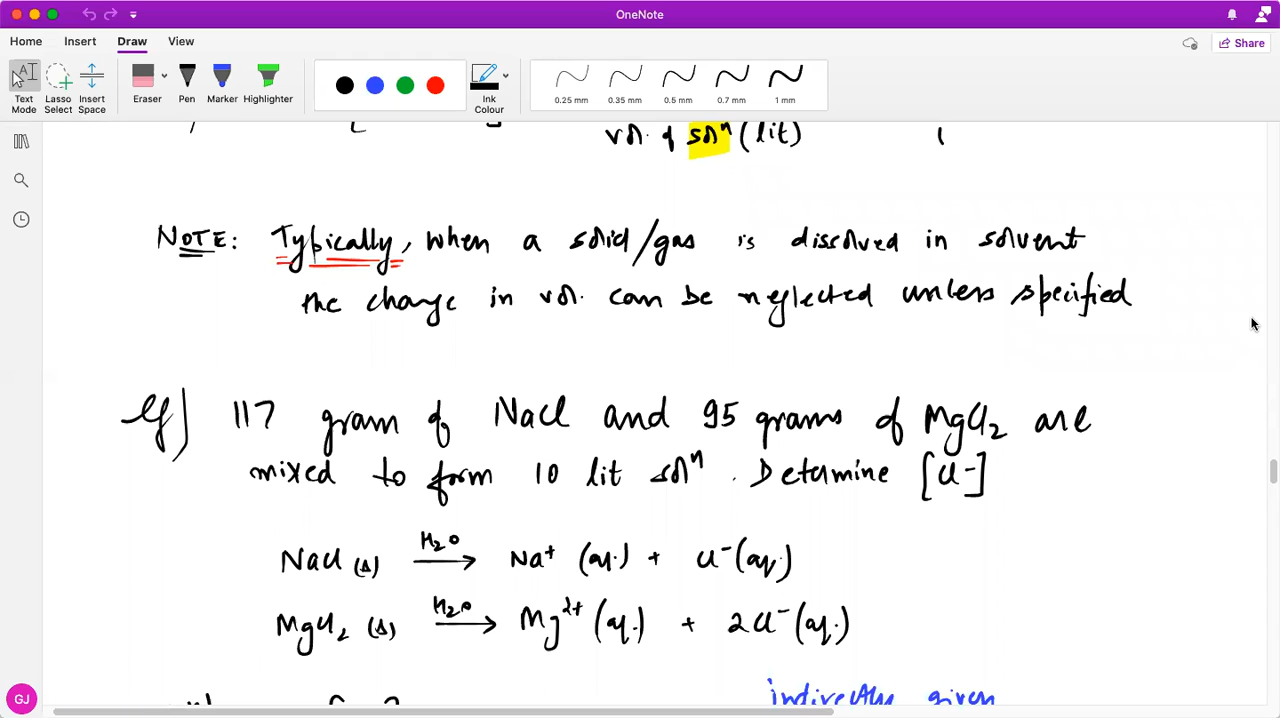 OneNote
Home Insert Draw View
Share
Text Mode
Lasso Select
Insert Space
Eraser
Pen
Marker
Highlighter
Ink Colour
0.25 mm
0.35 mm
0.5 mm
0.7 mm
1 mm
vol. of solⁿ (lit)
NOTE: Typically, when a solid/gas is dissolved in solvent
the change in vol. can be neglected unless specified
eg) 117 gram of NaCl and 95 grams of MgCl₂ are
mixed to form 10 lit solⁿ. Determine [Cl⁻]
NaCl (s) H₂O → Na⁺ (aq.) + Cl⁻ (aq.)
MgCl₂ (s) H₂O → Mg²⁺ (aq.) + 2Cl⁻ (aq.)
indirectly given
GJ